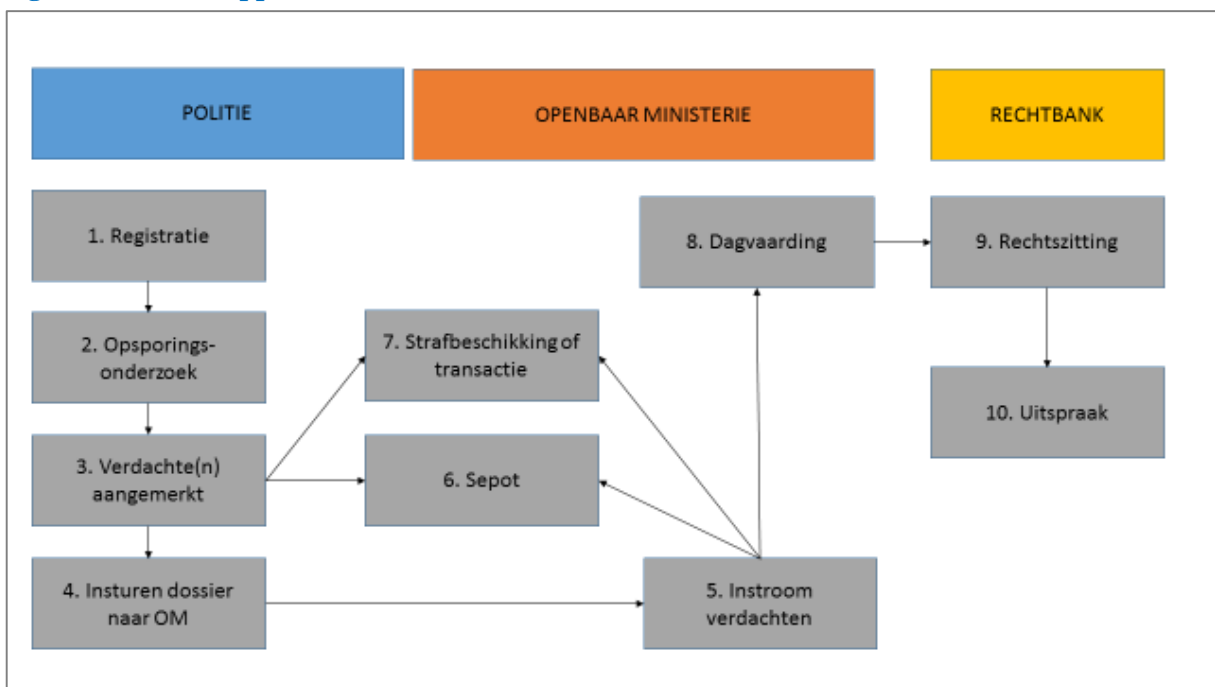 POLITIE
OPENBAAR MINISTERIE
RECHTBANK
1. Registratie
8. Dagvaarding
9. Rechtszitting
2. Opsporings-
onderzoek
7. Strafbeschikking of
transactie
10. Uitspraak
3. Verdachte(n)
aangemerkt
6. Sepot
4. Insturen dossier
naar OM
5. Instroom
verdachten